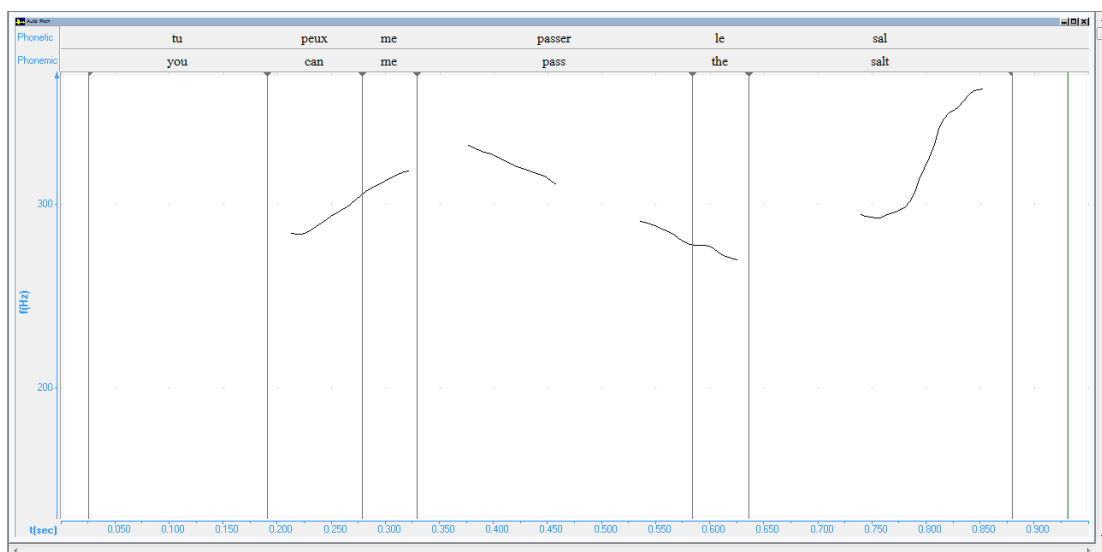 Auto Pitch
Phonetic tu peux me passer le sal
Phonemic you can me pass the salt
f(Hz)
300
200
t(sec) 0.050 0.100 0.150 0.200 0.250 0.300 0.350 0.400 0.450 0.500 0.550 0.600 0.650 0.700 0.750 0.800 0.850 0.900